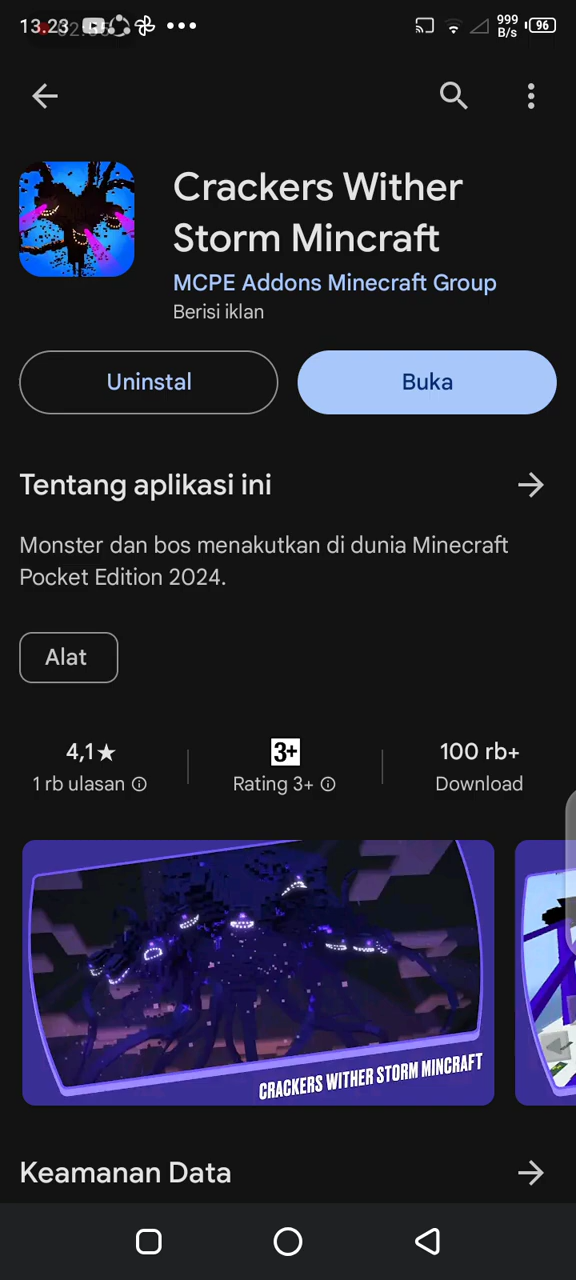 13.23
999
B/s
96
Crackers Wither
Storm Mincraft
MCPE Addons Minecraft Group
Berisi iklan
Uninstal
Buka
Tentang aplikasi ini
Monster dan bos menakutkan di dunia Minecraft
Pocket Edition 2024.
Alat
4,1★
1 rb ulasan
3+
Rating 3+
100 rb+
Download
CRACKERS WITHER STORM MINCRAFT
Keamanan Data